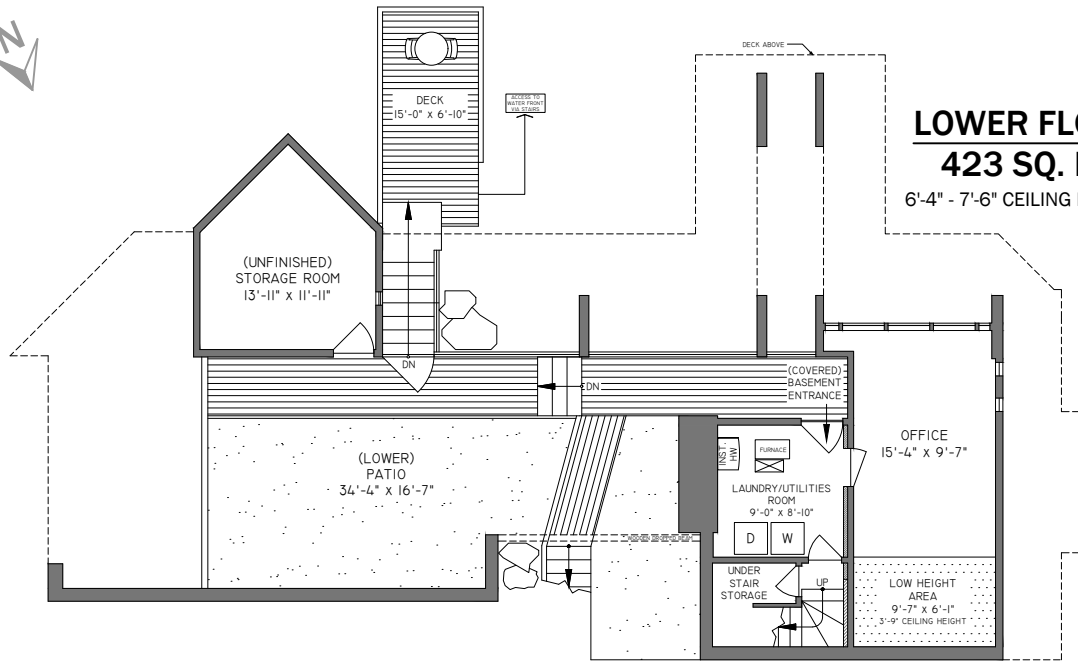 N
DECK ABOVE
DECK
15'-0" X 6'-10"
ACCESS TO
WATER FRONT
VIA STAIRS
LOWER FLO
423 SQ.
6'-4" - 7'-6" CEILING
(UNFINISHED)
STORAGE ROOM
13'-11" X 11'-11"
DN
DN
(COVERED)
BASEMENT
ENTRANCE
OFFICE
15'-4" X 9'-7"
(LOWER)
PATIO
34'-4" X 16'-7"
INST.
HW
FURNACE
LAUNDRY/UTILITIES
ROOM
9'-0" X 8'-10"
D
W
UNDER
STAIR
STORAGE
UP
LOW HEIGHT
AREA
9'-7" X 6'-1"
3'-9" CEILING HEIGHT